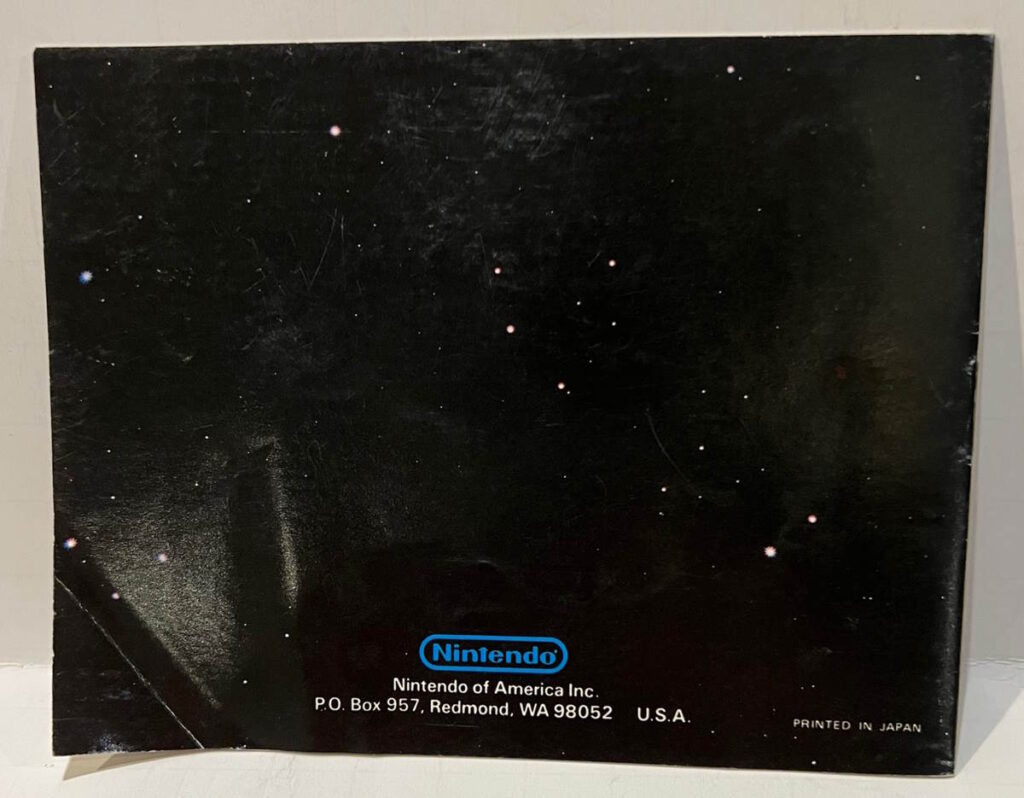 Nintendo
Nintendo of America Inc.
P.O. Box 957, Redmond, WA 98052 U.S.A.
PRINTED IN JAPAN